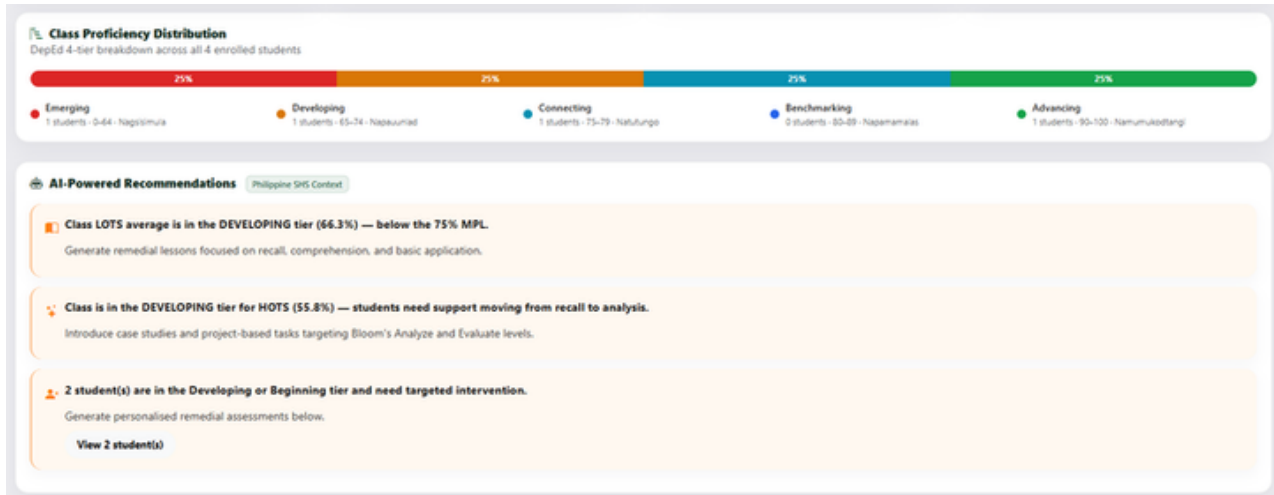 Class Proficiency Distribution
DepEd 4-tier breakdown across all 4 enrolled students
25% 25% 25% 25%
Emerging Developing Connecting Benchmarking Advancing
1 students · 0–64 · Nagsisimula 1 students · 65–74 · Napauunlad 1 students · 75–79 · Natutungo 0 students · 80–89 · 1 students · 90–100 ·
AI-Powered Recommendations Philippine SHS Context
Class LOTS average is in the DEVELOPING tier (66.3%) — below the 75% MPL.
Generate remedial lessons focused on recall, comprehension, and basic application.
Class is in the DEVELOPING tier for HOTS (55.8%) — students need support moving from recall to analysis.
Introduce case studies and project-based tasks targeting Bloom's Analyze and Evaluate levels.
2 student(s) are in the Developing or Beginning tier and need targeted intervention.
Generate personalised remedial assessments below.
View 2 student(s)